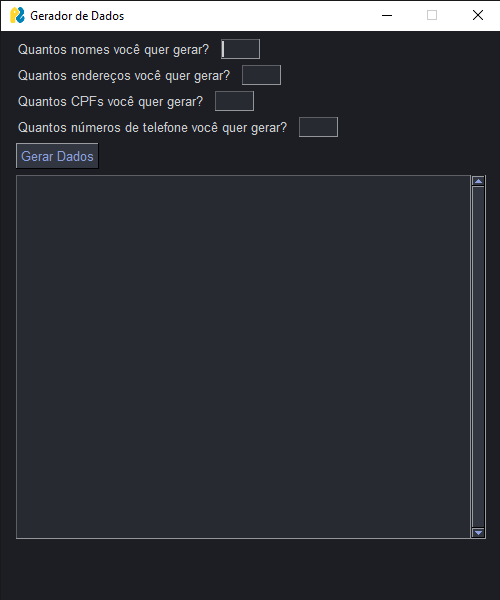 Gerador de Dados
Quantos nomes você quer gerar?
Quantos endereços você quer gerar?
Quantos CPFs você quer gerar?
Quantos números de telefone você quer gerar?
Gerar Dados